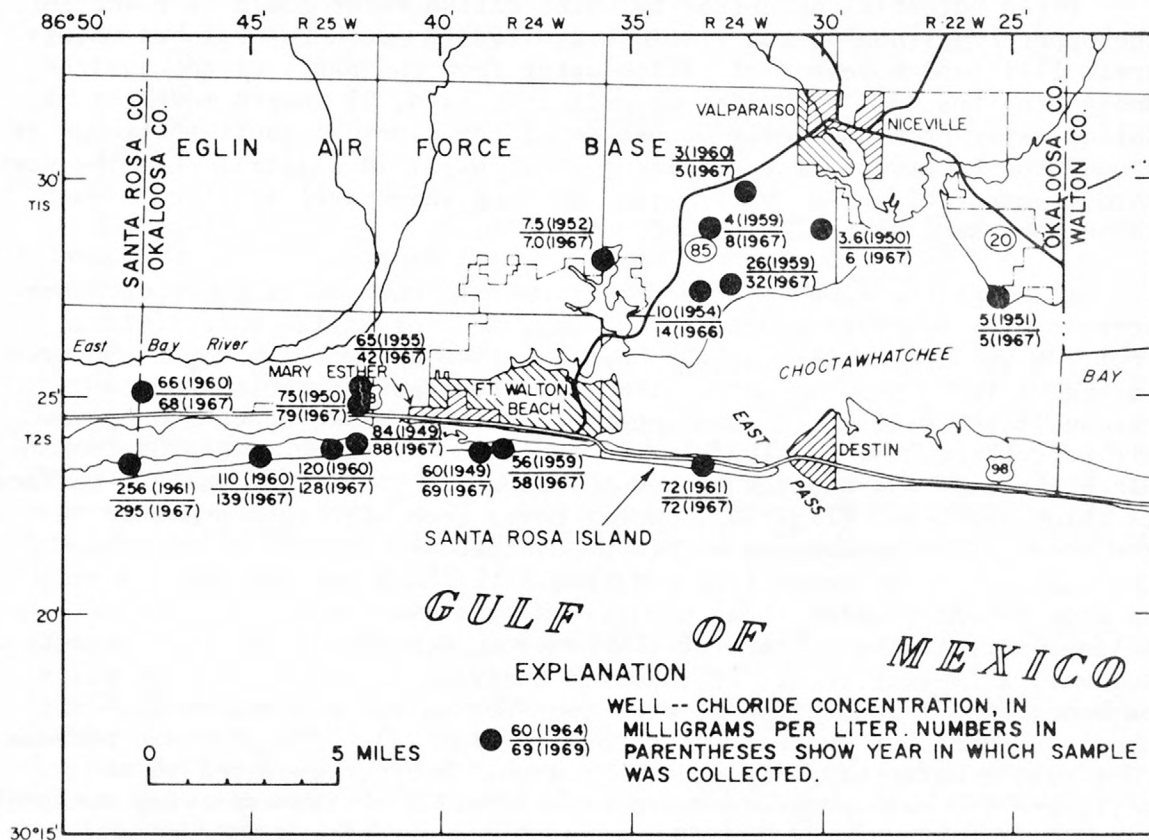 86°50' 45 R 25 W 40 R 24 W 35 R 24 W 30 R 22 W 25
SANTA ROSA CO.
OKALOOSA CO.
EGLIN AIR FORCE BASE
VALPARAISO
NICEVILLE
OKALOOSA CO.
WALTON CO.
30'
T1S
3(1960)
5(1967)
7.5(1952)
7.0(1967)
4(1959)
8(1967)
85
3.6(1950)
6 (1967)
20
26(1959)
32(1967)
10(1954)
14(1966)
5(1951)
5(1967)
East Bay River
65(1955)
42(1967)
MARY ESTHER
CHOCTAWHATCHEE
BAY
FT. WALTON
BEACH
25'
66(1960)
68(1967)
75(1950)
79(1967)
T2S
84(1949)
88(1967)
EAST
PASS
DESTIN
98
256(1961)
295(1967)
110(1960)
139(1967)
120(1960)
128(1967)
60(1949)
69(1967)
56(1959)
58(1967)
72(1961)
72(1967)
SANTA ROSA ISLAND
20'
GULF OF MEXICO
EXPLANATION
60(1964)
69(1969)
WELL-- CHLORIDE CONCENTRATION, IN
MILLIGRAMS PER LITER. NUMBERS IN
PARENTHESES SHOW YEAR IN WHICH SAMPLE
WAS COLLECTED.
0 5 MILES
30°15'